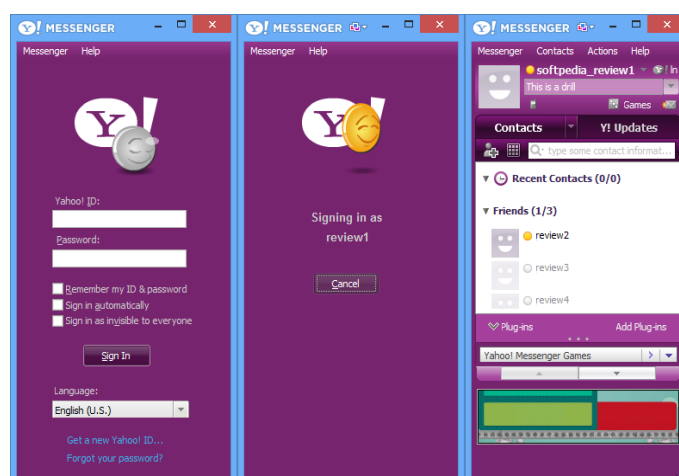 Y! MESSENGER
Messenger Help
Y!
Yahoo! ID:
Password:
Remember my ID & password
Sign in automatically
Sign in as invisible to everyone
Sign In
Language:
English (U.S.)
Get a new Yahoo! ID...
Forgot your password?
Y! MESSENGER
Messenger Help
Y!
Signing in as
review1
Cancel
Y! MESSENGER
Messenger Contacts Actions Help
softpedia_review1
This is a drill
Games
Contacts
Y! Updates
type some contact informat...
Recent Contacts (0/0)
Friends (1/3)
review2
review3
review4
Plug-ins
Add Plug-ins
Yahoo! Messenger Games